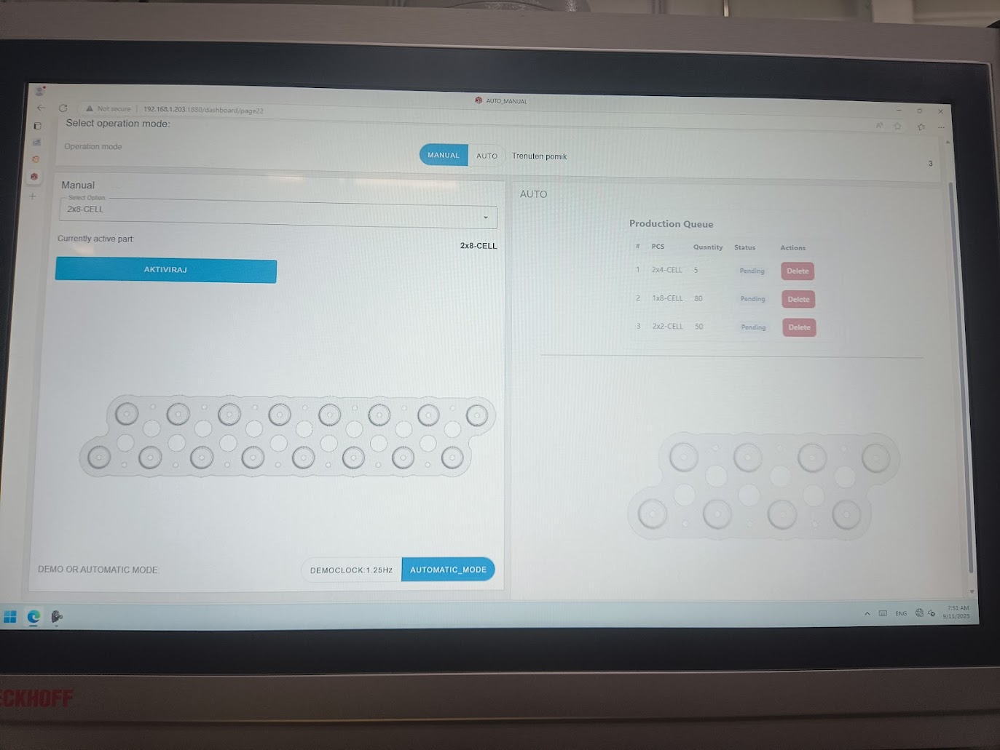 AUTO_MANUAL
Not secure 192.168.1.203:1880/dashboard/page22
Select operation mode:
Operation mode
MANUAL AUTO Trenuten pomik
3
Manual
Select Option:
2x8-CELL
Currently active part:
2x8-CELL
AKTIVIRAJ
DEMO OR AUTOMATIC MODE:
DEMOCLOCK:1.25Hz AUTOMATIC_MODE
AUTO
Production Queue
# PCS Quantity Status Actions
1 2x4-CELL 5 Pending Delete
2 1x8-CELL 80 Pending Delete
3 2x2-CELL 50 Pending Delete
ENG
7:51 AM
9/11/2025
ECKHOFF